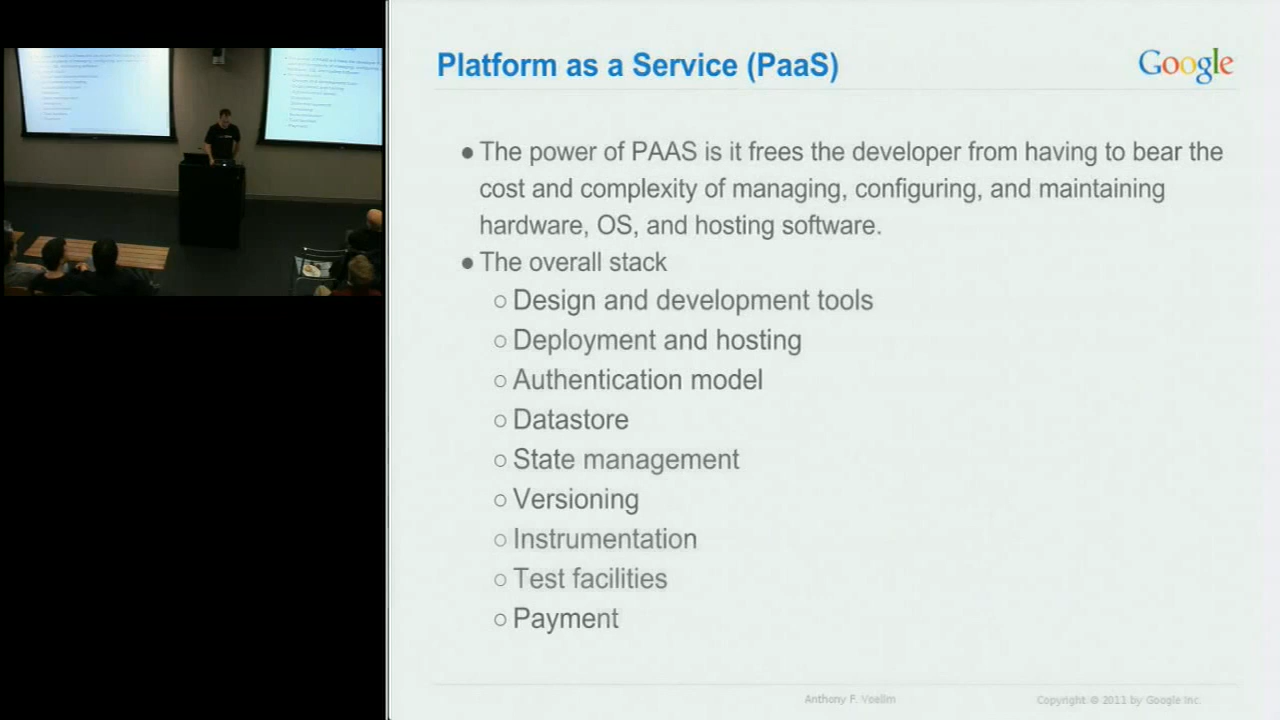 Platform as a Service (PaaS)
Google
● The power of PAAS is it frees the developer from having to bear the
cost and complexity of managing, configuring, and maintaining
hardware, OS, and hosting software.
● The overall stack
○ Design and development tools
○ Deployment and hosting
○ Authentication model
○ Datastore
○ State management
○ Versioning
○ Instrumentation
○ Test facilities
○ Payment
Anthony F. Voellm
Copyright © 2011 by Google Inc.